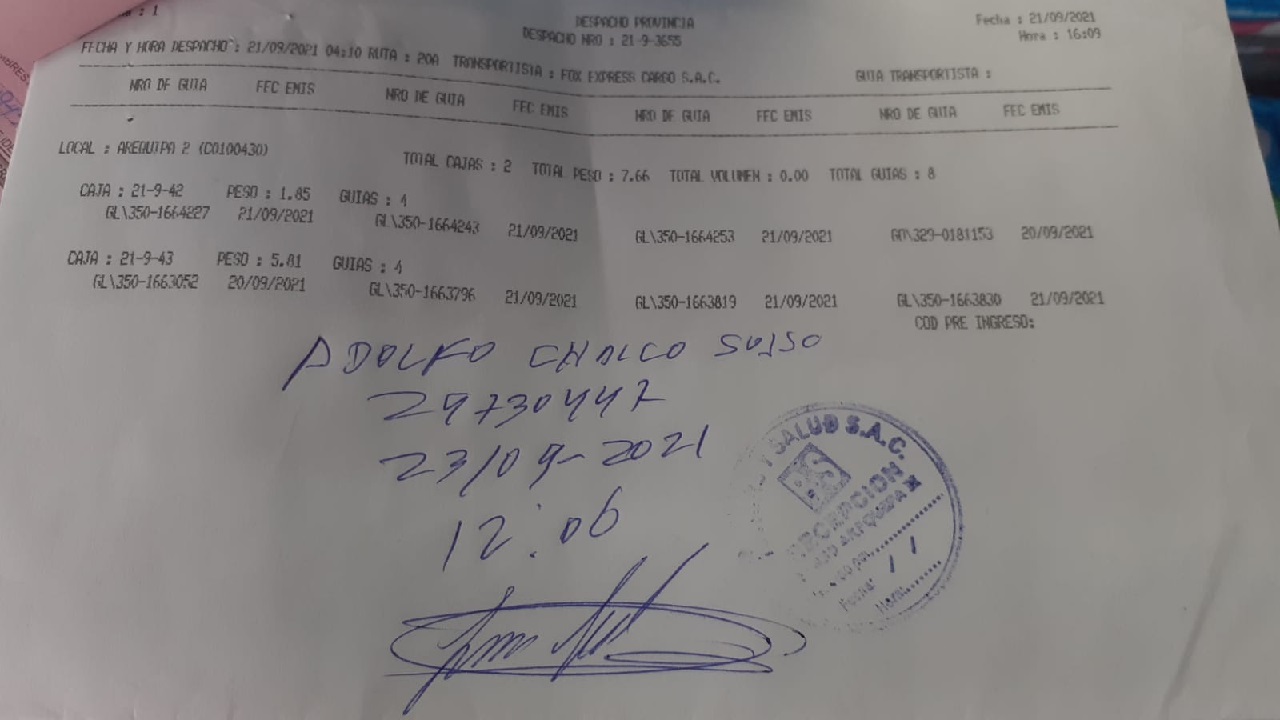 : 1
DESPACHO PROVINCIA
Fecha : 21/09/2021
DESPACHO NRO : 21-9-3655
Hora : 16:09
FECHA Y HORA DESPACHO : 21/09/2021 04:10 RUTA : 20A TRANSPORTISTA : FOX EXPRESS CARGO S.A.C. GUIA TRANSPORTISTA :
NRO DE GUIA FEC EMIS NRO DE GUIA FEC EMIS NRO DE GUIA FEC EMIS NRO DE GUIA FEC EMIS
LOCAL : AREQUIPA 2 (C0100430) TOTAL CAJAS : 2 TOTAL PESO : 7.66 TOTAL VOLUMEN : 0.00 TOTAL GUIAS : 8
CAJA : 21-9-42 PESO : 1.85 GUIAS : 4
GL\350-1664227 21/09/2021 GL\350-1664243 21/09/2021 GL\350-1664253 21/09/2021 GM\329-0181153 20/09/2021
CAJA : 21-9-43 PESO : 5.81 GUIAS : 4
GL\350-1663052 20/09/2021 GL\350-1663796 21/09/2021 GL\350-1663819 21/09/2021 GL\350-1663830 21/09/2021
COD PRE INGRESO:
ADOLFO CHALCO
29730447
23/09-2021
12:06
Y SALUD S.A.C.
BS
RECEPCION
AREQUIPA
Fecha: / /
Hora: